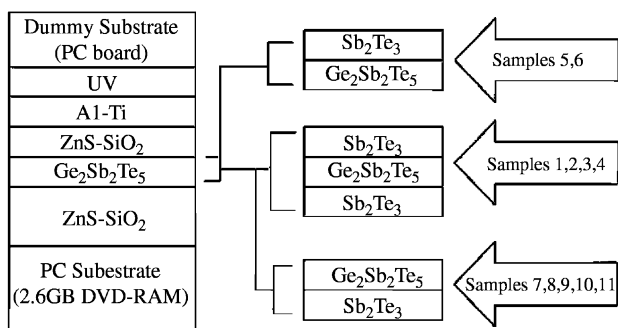 Dummy Substrate
(PC board)
UV
A1-Ti
ZnS-SiO₂
Ge₂Sb₂Te₅
ZnS-SiO₂
PC Subestrate
(2.6GB DVD-RAM)
Sb₂Te₃
Ge₂Sb₂Te₅
Samples 5,6
Sb₂Te₃
Ge₂Sb₂Te₅
Sb₂Te₃
Samples 1,2,3,4
Ge₂Sb₂Te₅
Sb₂Te₃
Samples 7,8,9,10,11